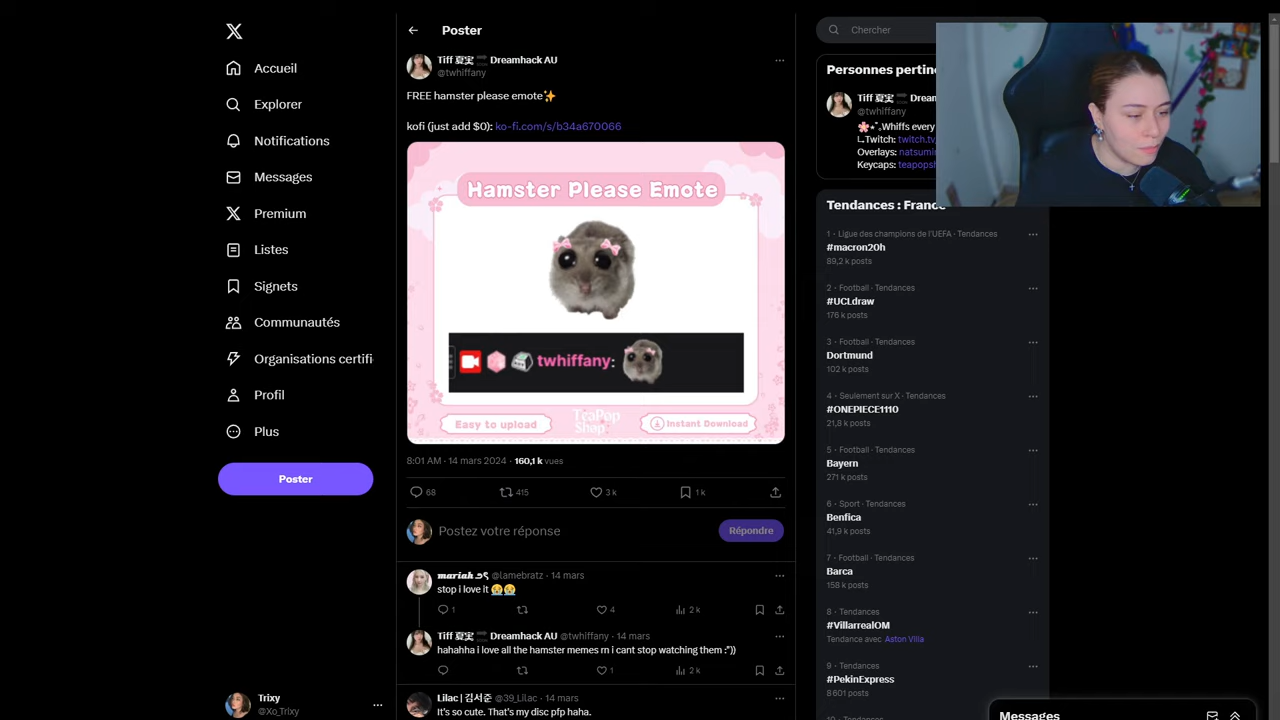 Accueil
Explorer
Notifications
Messages
Premium
Listes
Signets
Communautés
Organisations certifi
Profil
Plus
Poster
Trixy
@Xo_Trixy
Poster
Tiff 夏実 Dreamhack AU
@twhiffany
FREE hamster please emote✨
kofi (just add $0): ko-fi.com/s/b34a670066
Hamster Please Emote
twhiffany:
Easy to upload
TeaPop
Shop
Instant Download
8:01 AM · 14 mars 2024 · 160,1 k vues
68
415
3 k
1 k
Postez votre réponse
Répondre
mariah @lamebratz · 14 mars
stop i love it 😭😭
1
4
2 k
Tiff 夏実 Dreamhack AU @twhiffany · 14 mars
hahahha i love all the hamster memes rn i cant stop watching them :"))
1
2 k
Lilac | 김서준 @39_Lilac · 14 mars
It's so cute. That's my disc pfp haha.
Chercher
Personnes pertine
Tiff 夏実 Dream
@twhiffany
Whiffs every
Twitch: twitch.tv
Overlays: natsumi
Keycaps: teapopsh
Tendances : France
1 · Ligue des champions de l'UEFA · Tendances
#macron20h
89,2 k posts
2 · Football · Tendances
#UCLdraw
176 k posts
3 · Football · Tendances
Dortmund
102 k posts
4 · Seulement sur X · Tendances
#ONEPIECE1110
21,8 k posts
5 · Football · Tendances
Bayern
271 k posts
6 · Sport · Tendances
Benfica
41,9 k posts
7 · Football · Tendances
Barca
158 k posts
8 · Tendances
#VillarrealOM
Tendance avec Aston Villa
9 · Tendances
#PekinExpress
8 601 posts
Messages